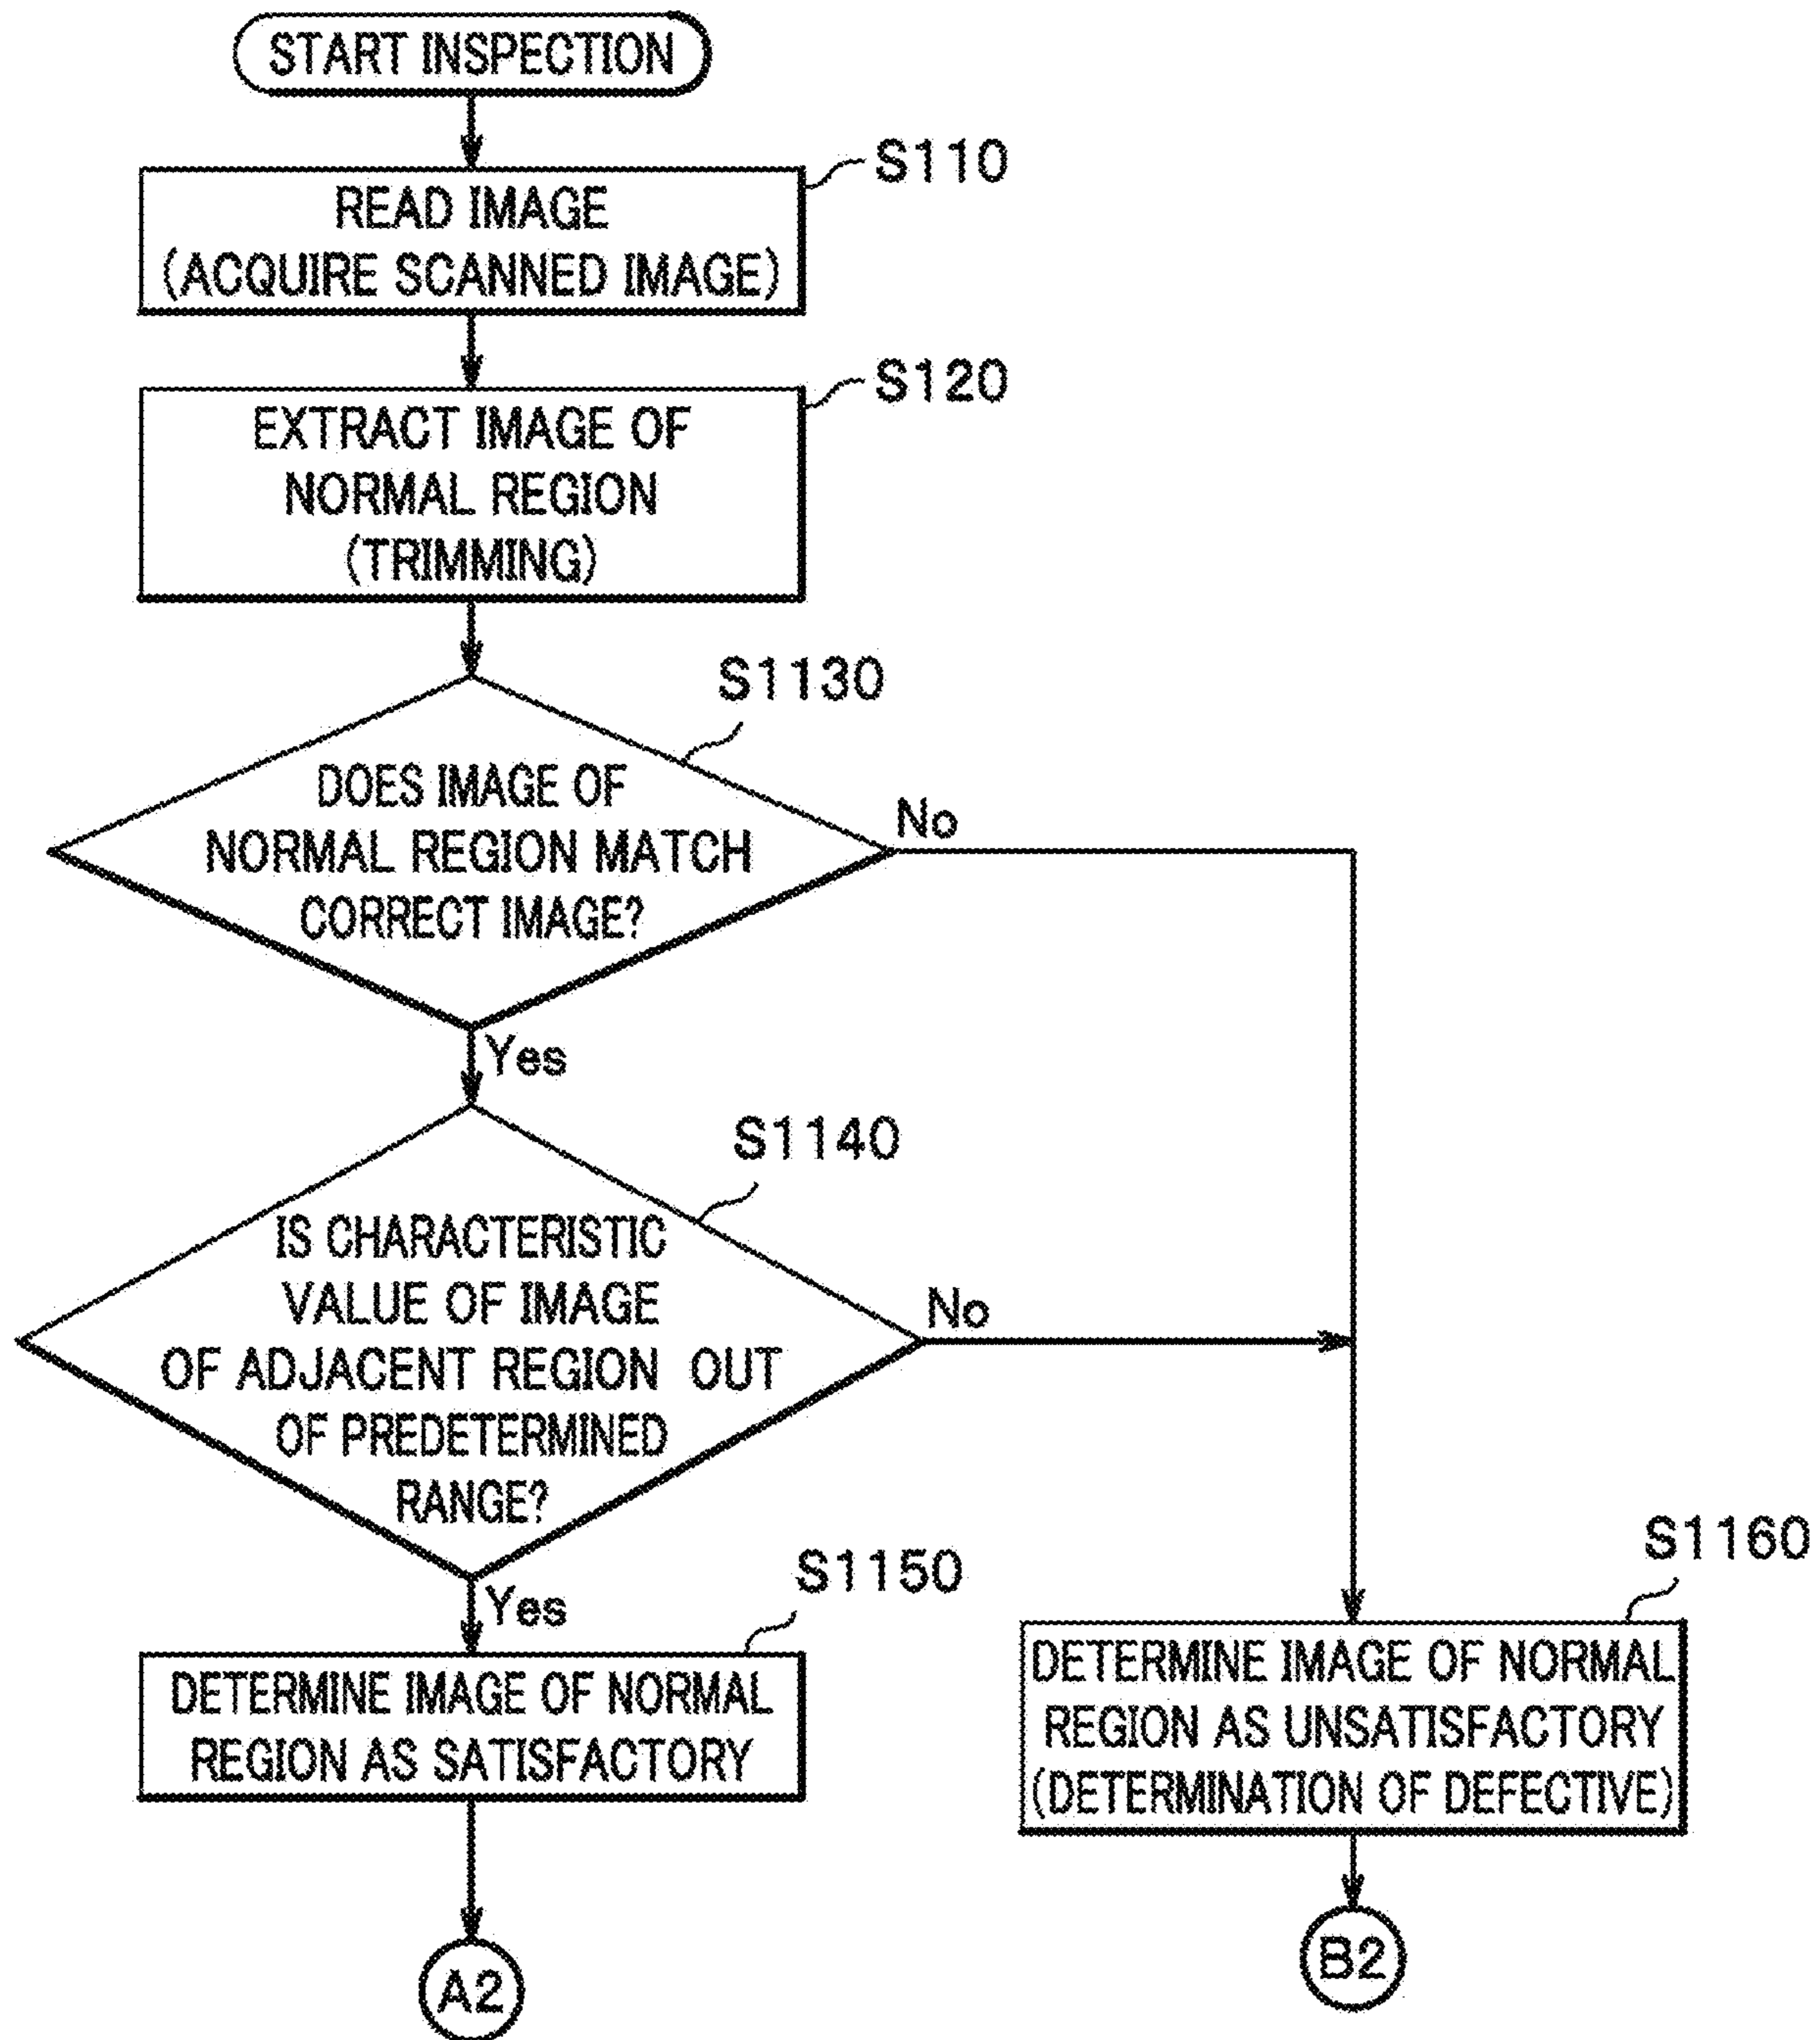 START INSPECTION
S110
READ IMAGE
(ACQUIRE SCANNED IMAGE)
S120
EXTRACT IMAGE OF
NORMAL REGION
(TRIMMING)
S1130
DOES IMAGE OF
NORMAL REGION MATCH
CORRECT IMAGE?
No
Yes
S1140
IS CHARACTERISTIC
VALUE OF IMAGE
OF ADJACENT REGION OUT
OF PREDETERMINED
RANGE?
No
Yes
S1150
DETERMINE IMAGE OF NORMAL
REGION AS SATISFACTORY
S1160
DETERMINE IMAGE OF NORMAL
REGION AS UNSATISFACTORY
(DETERMINATION OF DEFECTIVE)
A2
B2